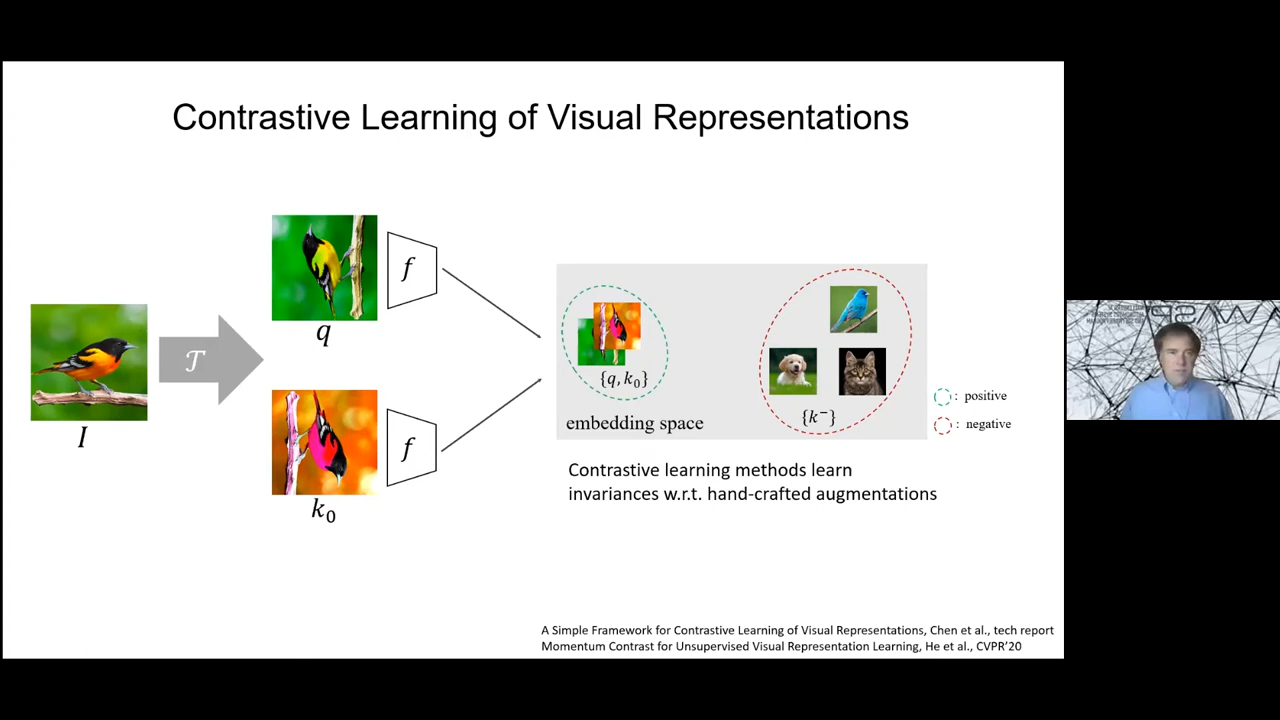 Contrastive Learning of Visual Representations
I
𝒯
q
k₀
f
f
{q, k₀}
embedding space
{k⁻}
: positive
: negative
Contrastive learning methods learn
invariances w.r.t. hand-crafted augmentations
A Simple Framework for Contrastive Learning of Visual Representations, Chen et al., tech report
Momentum Contrast for Unsupervised Visual Representation Learning, He et al., CVPR'20